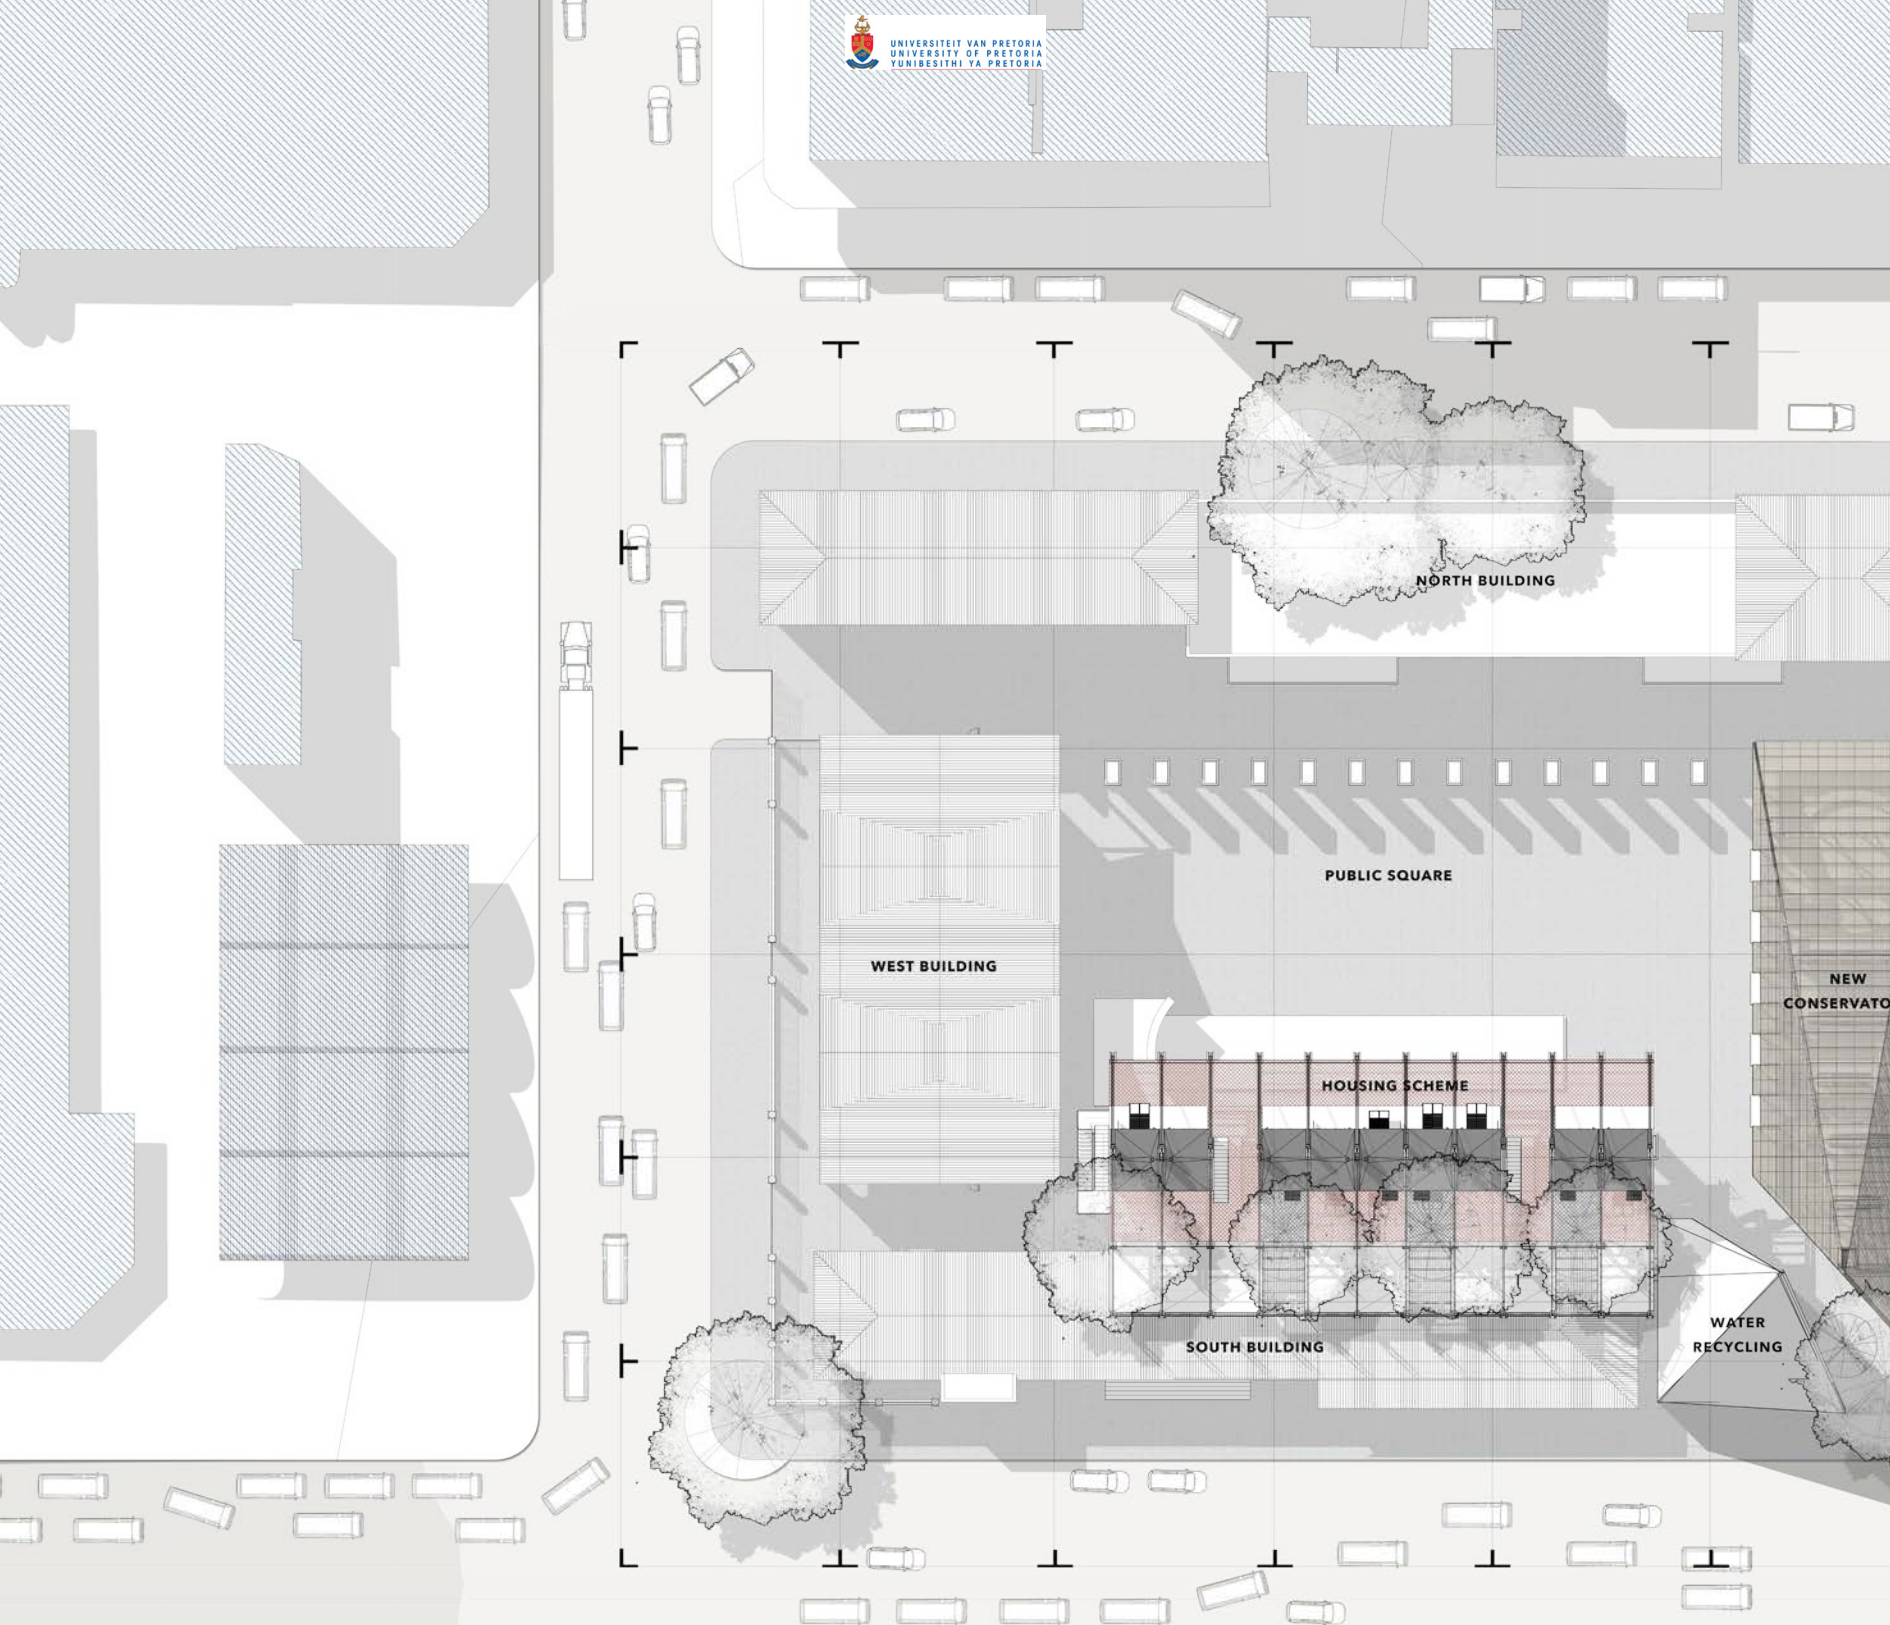 UNIVERSITEIT VAN PRETORIA
UNIVERSITY OF PRETORIA
YUNIBESITHI YA PRETORIA
NORTH BUILDING
PUBLIC SQUARE
WEST BUILDING
NEW
CONSERVATO
HOUSING SCHEME
WATER
RECYCLING
SOUTH BUILDING